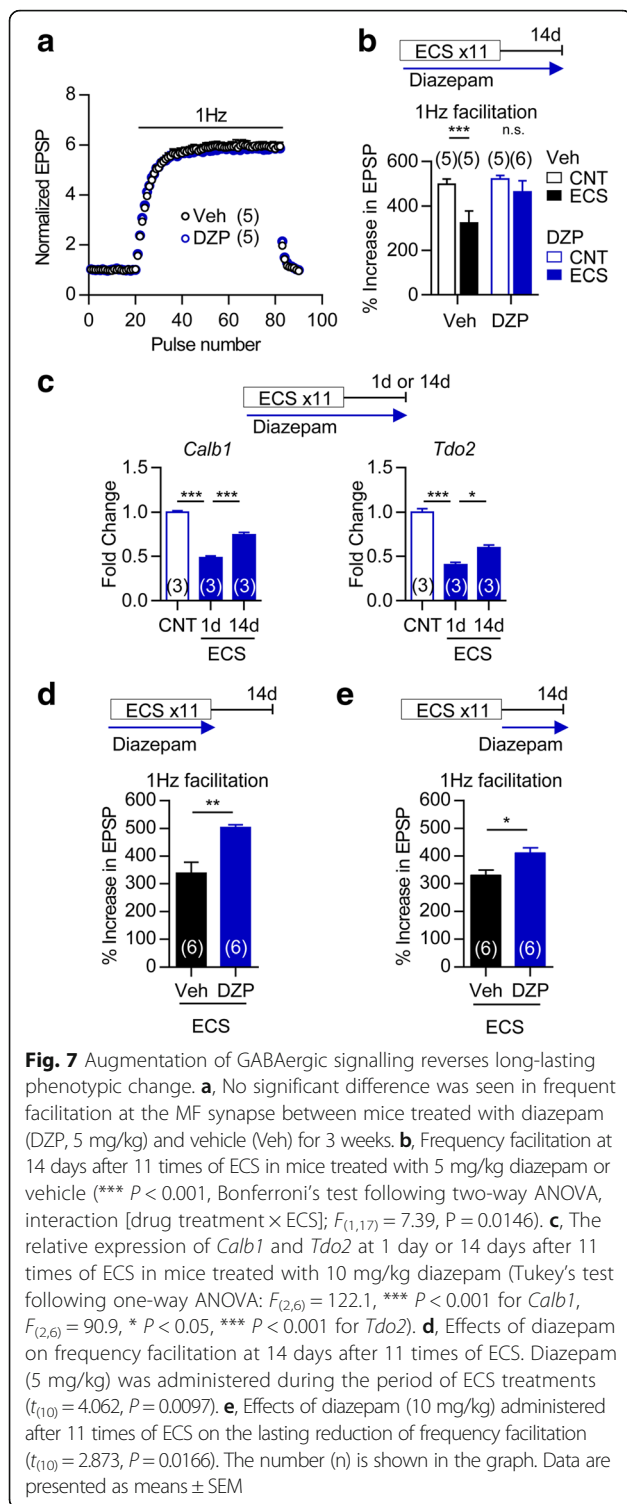 a
1Hz
8
6
4
2
0
Normalized EPSP
Veh (5)
DZP (5)
0 20 40 60 80 100
Pulse number
b
14d
ECS x11
Diazepam
1Hz facilitation
*** n.s.
(5)(5) (5)(6)
600
400
200
0
% Increase in EPSP
Veh DZP
Veh
CNT
ECS
DZP
CNT
ECS
c
1d or 14d
ECS x11
Diazepam
Calb1
1.5
1.0
0.5
0.0
Fold Change
*** ***
(3) (3) (3)
CNT 1d 14d
ECS
Tdo2
1.5
1.0
0.5
0.0
Fold Change
*** *
(3) (3) (3)
CNT 1d 14d
ECS
d
14d
ECS x11
Diazepam
1Hz facilitation
600
500
400
300
200
100
0
% Increase in EPSP
**
(6) (6)
Veh DZP
ECS
e
14d
ECS x11
Diazepam
1Hz facilitation
600
500
400
300
200
100
0
% Increase in EPSP
*
(6) (6)
Veh DZP
ECS
Fig. 7 Augmentation of GABAergic signalling reverses long-lasting
phenotypic change. a, No significant difference was seen in frequent
facilitation at the MF synapse between mice treated with diazepam
(DZP, 5 mg/kg) and vehicle (Veh) for 3 weeks. b, Frequency facilitation at
14 days after 11 times of ECS in mice treated with 5 mg/kg diazepam or
vehicle (*** P < 0.001, Bonferroni's test following two-way ANOVA,
interaction [drug treatment × ECS]; F(1,17) = 7.39, P = 0.0146). c, The
relative expression of Calb1 and Tdo2 at 1 day or 14 days after 11
times of ECS in mice treated with 10 mg/kg diazepam (Tukey's test
following one-way ANOVA: F(2,6) = 122.1, *** P < 0.001 for Calb1,
F(2,6) = 90.9, * P < 0.05, *** P < 0.001 for Tdo2). d, Effects of diazepam
on frequency facilitation at 14 days after 11 times of ECS. Diazepam
(5 mg/kg) was administered during the period of ECS treatments
(t(10) = 4.062, P = 0.0097). e, Effects of diazepam (10 mg/kg) administered
after 11 times of ECS on the lasting reduction of frequency facilitation
(t(10) = 2.873, P = 0.0166). The number (n) is shown in the graph. Data are
presented as means ± SEM